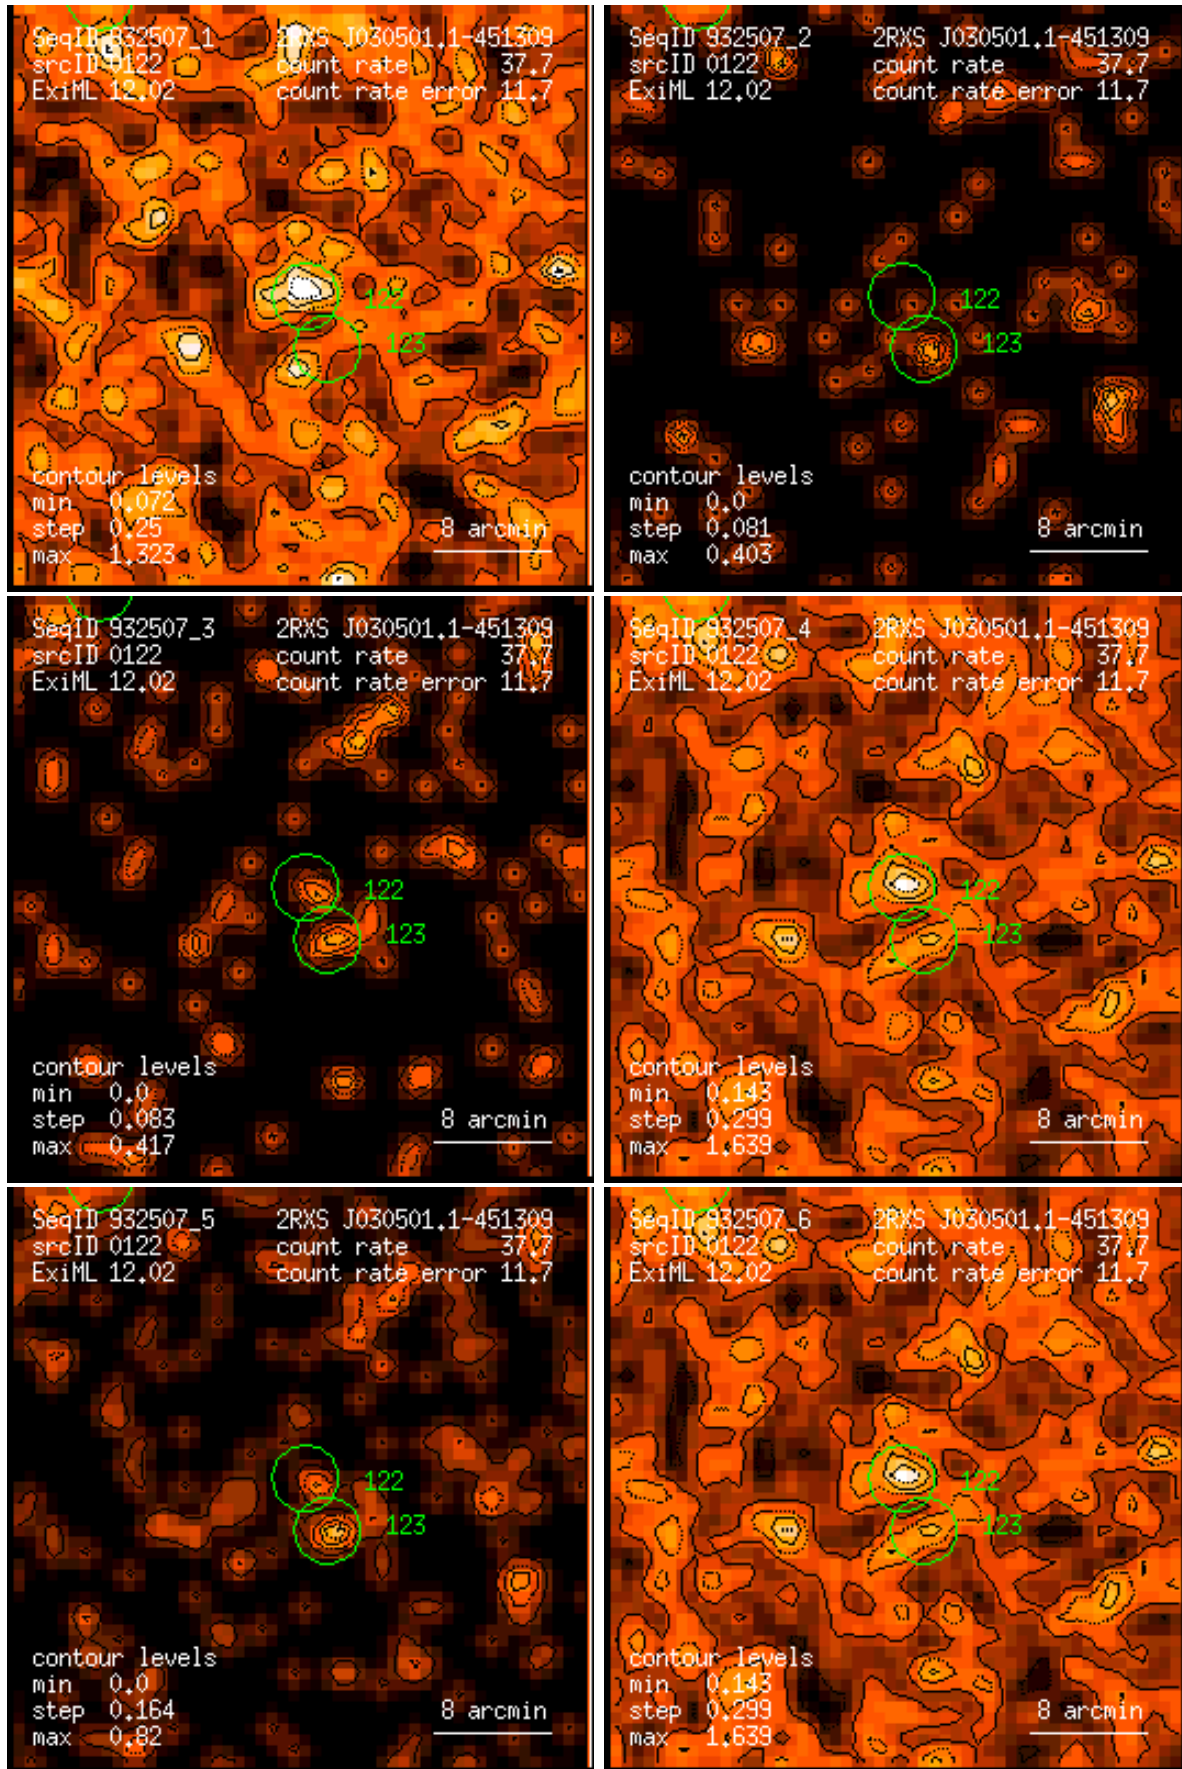 SeqID 932507_1 2RXS J030501.1-451309
srcID 0122 count rate 37.7
ExiML 12.02 count rate error 11.7
122
123
contour levels
min 0.072
step 0.25 8 arcmin
max 1.323
SeqID 932507_2 2RXS J030501.1-451309
srcID 0122 count rate 37.7
ExiML 12.02 count rate error 11.7
122
123
contour levels
min 0.0
step 0.081 8 arcmin
max 0.403
SeqID 932507_3 2RXS J030501.1-451309
srcID 0122 count rate 37.7
ExiML 12.02 count rate error 11.7
122
123
contour levels
min 0.0
step 0.083 8 arcmin
max 0.417
SeqID 932507_4 2RXS J030501.1-451309
srcID 0122 count rate 37.7
ExiML 12.02 count rate error 11.7
122
123
contour levels
min 0.143
step 0.299 8 arcmin
max 1.639
SeqID 932507_5 2RXS J030501.1-451309
srcID 0122 count rate 37.7
ExiML 12.02 count rate error 11.7
122
123
contour levels
min 0.0
step 0.164 8 arcmin
max 0.82
SeqID 932507_6 2RXS J030501.1-451309
srcID 0122 count rate 37.7
ExiML 12.02 count rate error 11.7
122
123
contour levels
min 0.143
step 0.299 8 arcmin
max 1.639